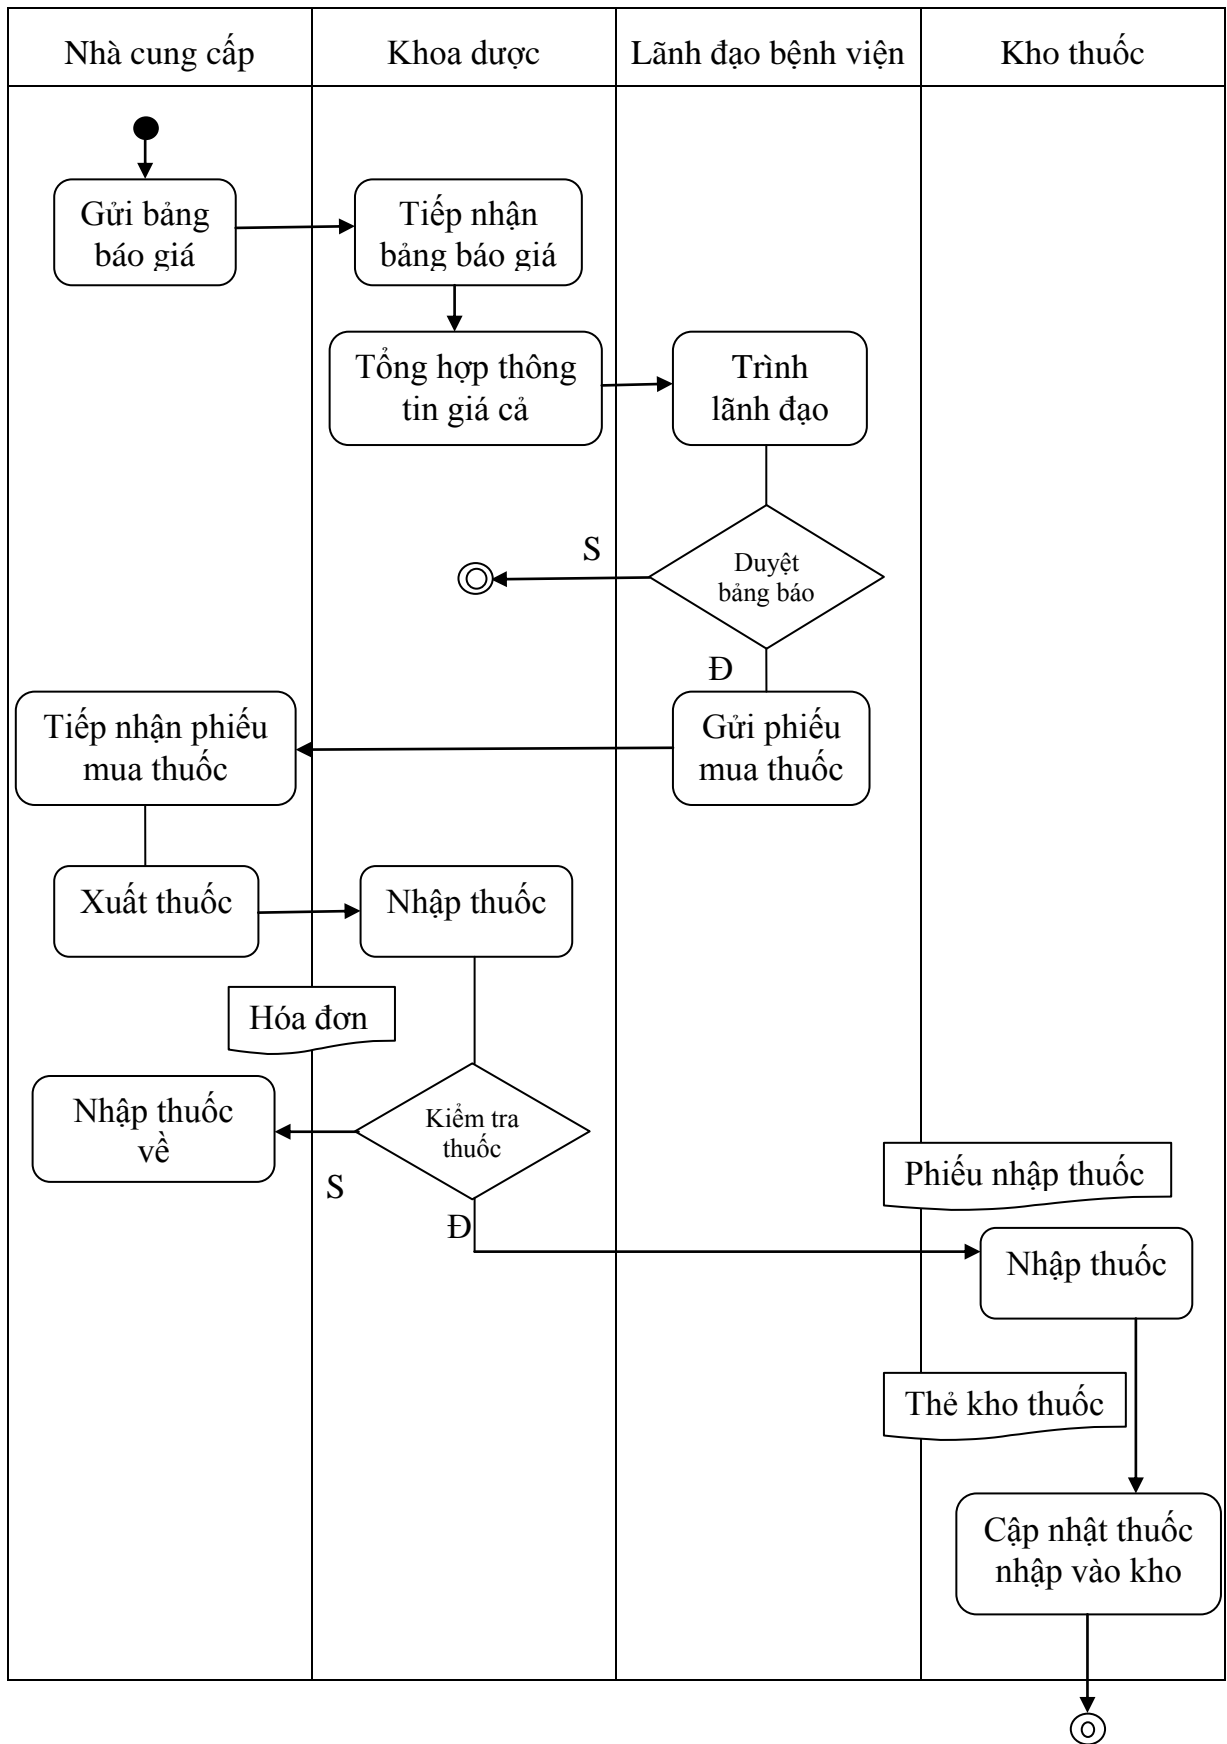 Nhà cung cấp
Khoa dược
Lãnh đạo bệnh viện
Kho thuốc
Gửi bảng
báo giá
Tiếp nhận
bảng báo giá
Tổng hợp thông
tin giá cả
Trình
lãnh đạo
Duyệt
bảng báo
S
Đ
Tiếp nhận phiếu
mua thuốc
Gửi phiếu
mua thuốc
Xuất thuốc
Nhập thuốc
Hóa đơn
Nhập thuốc
về
Kiểm tra
thuốc
S
Đ
Phiếu nhập thuốc
Nhập thuốc
Thẻ kho thuốc
Cập nhật thuốc
nhập vào kho